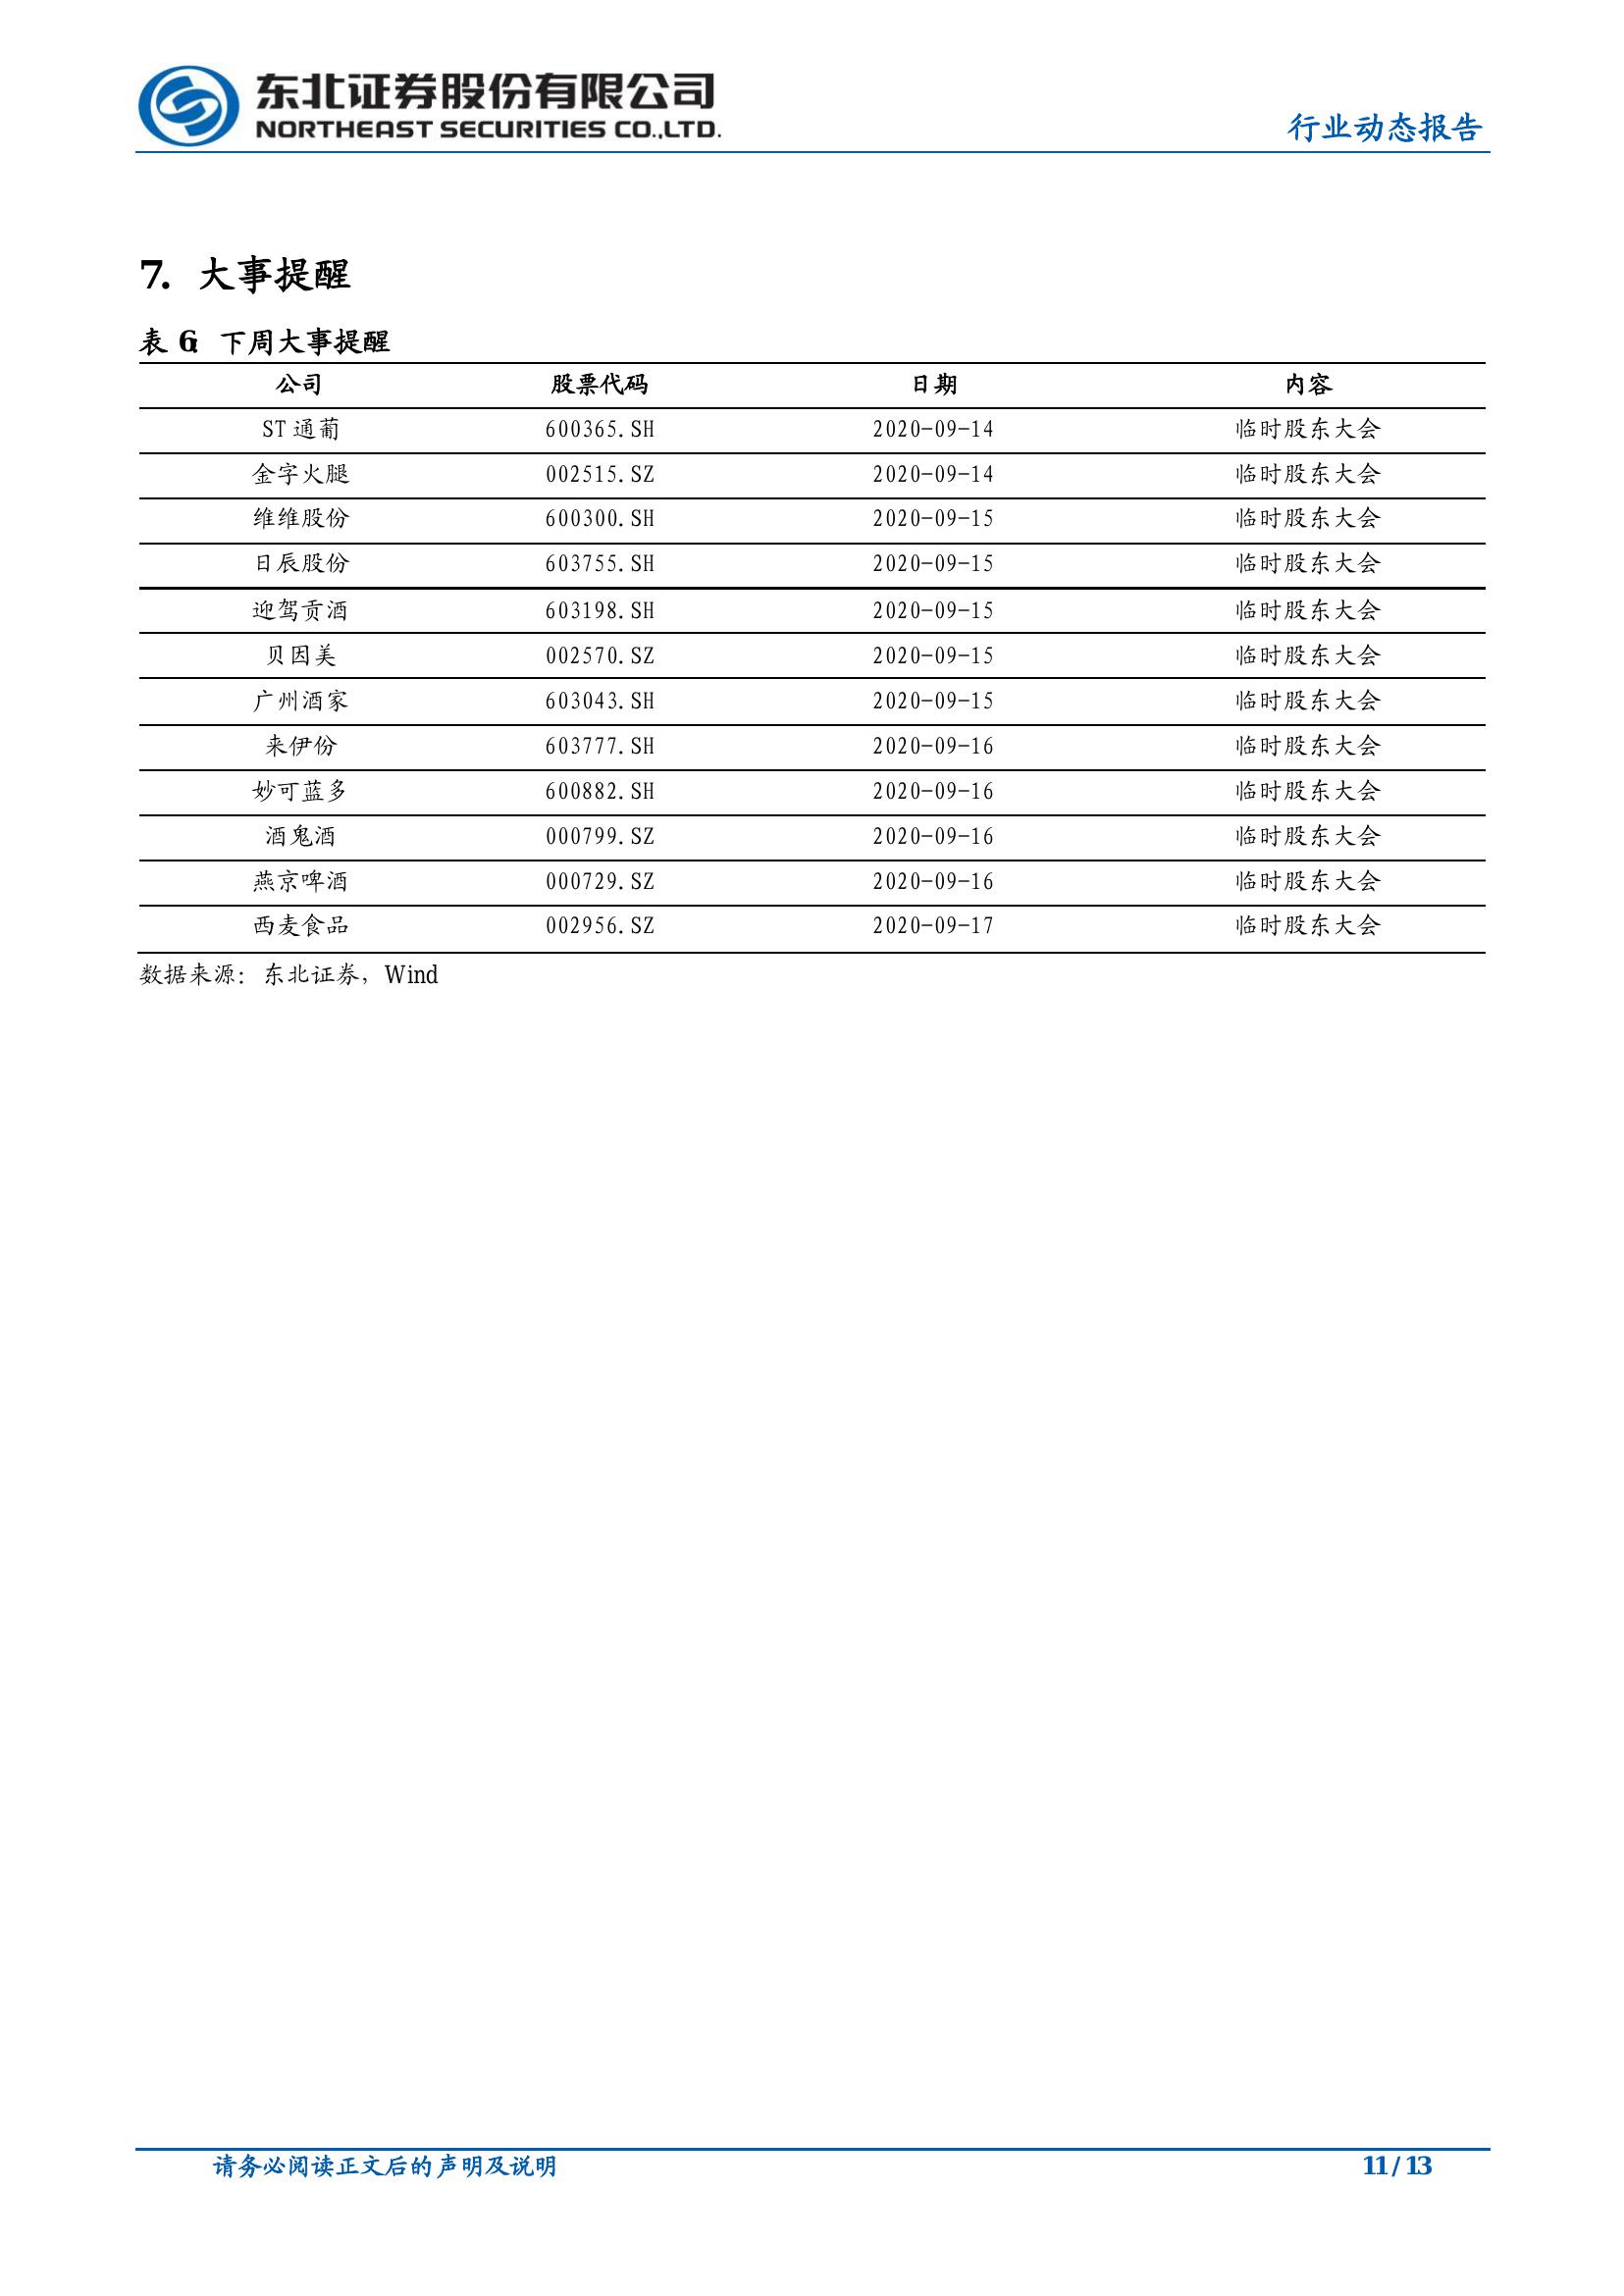 东北证券股份有限公司
NORTHEAST SECURITIES CO.,LTD.
行业动态报告
7. 大事提醒
表 6: 下周大事提醒
公司 股票代码 日期 内容
ST 通葡 600365.SH 2020-09-14 临时股东大会
金字火腿 002515.SZ 2020-09-14 临时股东大会
维维股份 600300.SH 2020-09-15 临时股东大会
日辰股份 603755.SH 2020-09-15 临时股东大会
迎驾贡酒 603198.SH 2020-09-15 临时股东大会
贝因美 002570.SZ 2020-09-15 临时股东大会
广州酒家 603043.SH 2020-09-15 临时股东大会
来伊份 603777.SH 2020-09-16 临时股东大会
妙可蓝多 600882.SH 2020-09-16 临时股东大会
酒鬼酒 000799.SZ 2020-09-16 临时股东大会
燕京啤酒 000729.SZ 2020-09-16 临时股东大会
西麦食品 002956.SZ 2020-09-17 临时股东大会
数据来源：东北证券，Wind
请务必阅读正文后的声明及说明 11 / 13